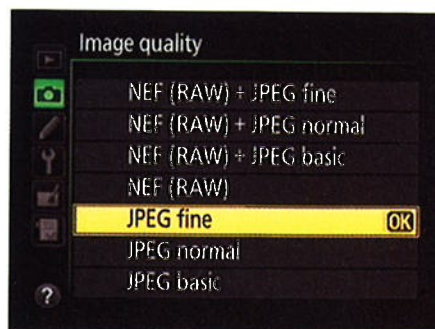 Image quality
NEF (RAW) + JPEG fine
NEF (RAW) + JPEG normal
NEF (RAW) + JPEG basic
NEF (RAW)
JPEG fine OK
JPEG normal
JPEG basic
?